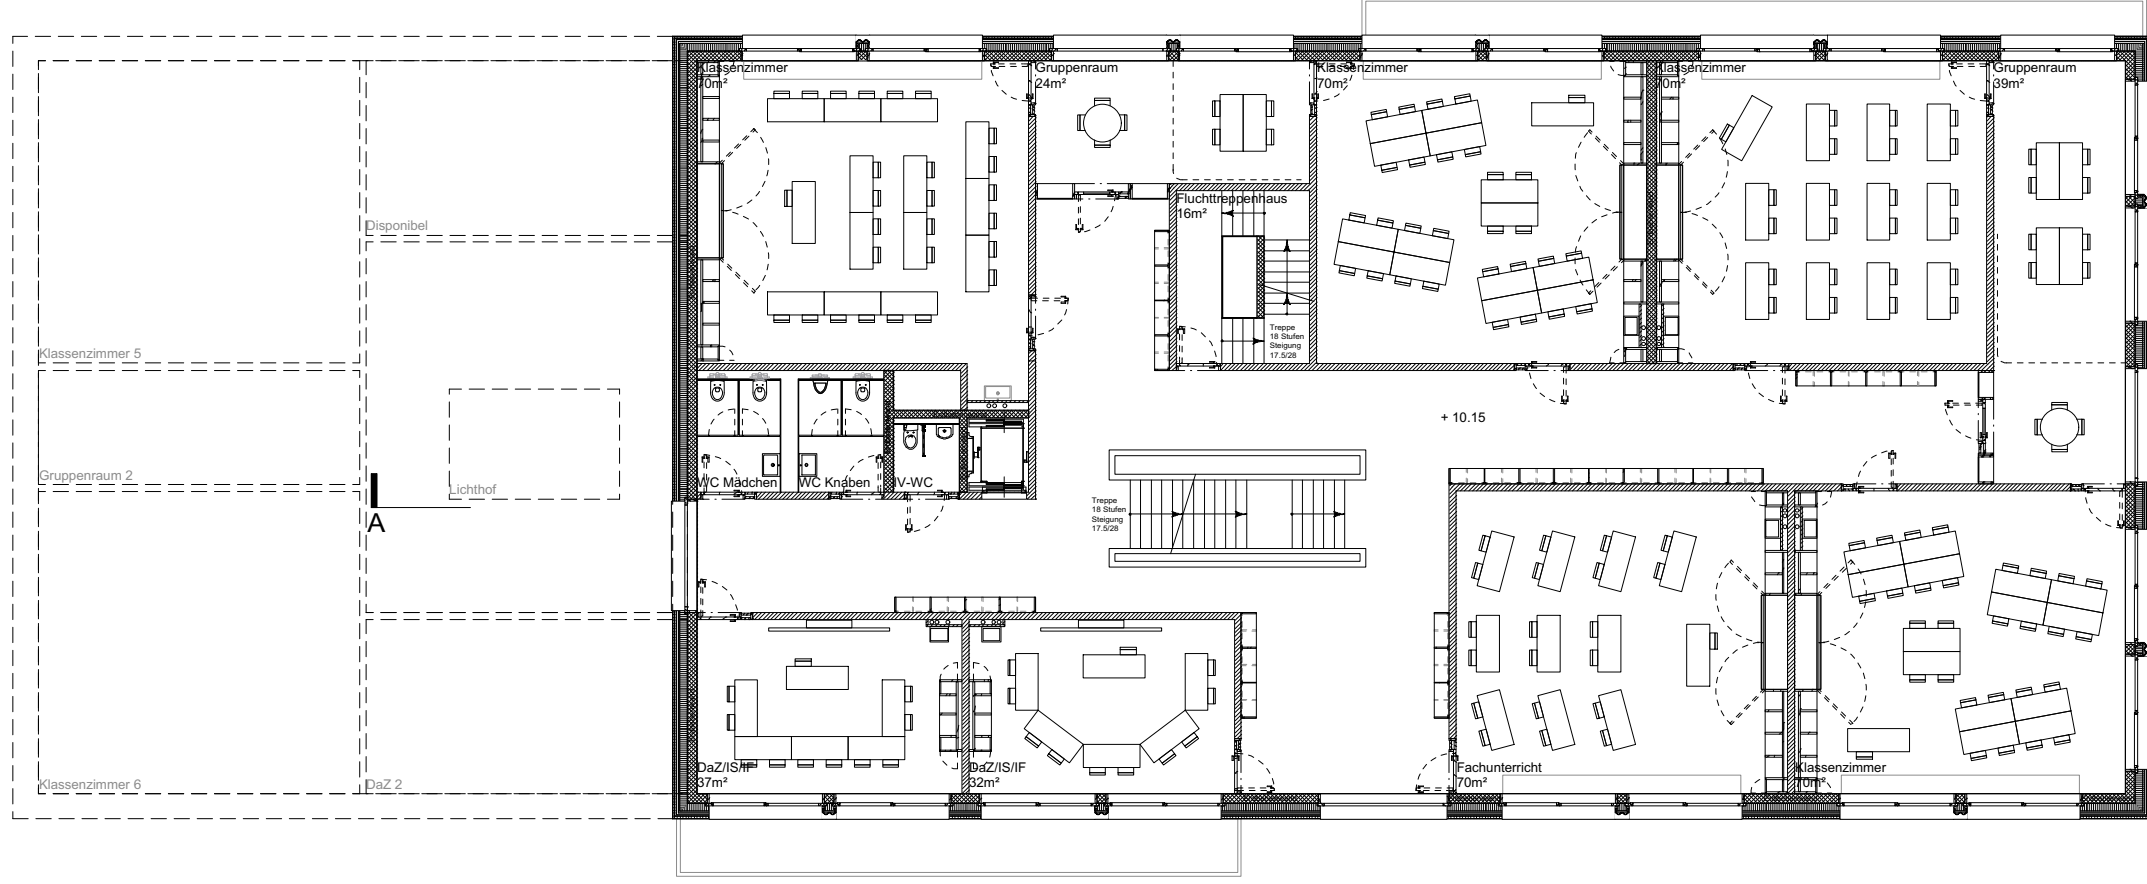 Klassenzimmer
70m²
Gruppenraum
24m²
Klassenzimmer
70m²
Klassenzimmer
70m²
Gruppenraum
39m²
Disponibel
Fluchttreppenhaus
16m²
Treppe
18 Stufen
Steigung
17.5/28
Klassenzimmer 5
+ 10.15
Gruppenraum 2
Lichthof
A
WC Mädchen
WC Knaben
IV-WC
Treppe
18 Stufen
Steigung
17.5/28
Klassenzimmer 6
DaZ 2
DaZ/IS/IF
37m²
DaZ/IS/IF
32m²
Fachunterricht
70m²
Klassenzimmer
70m²